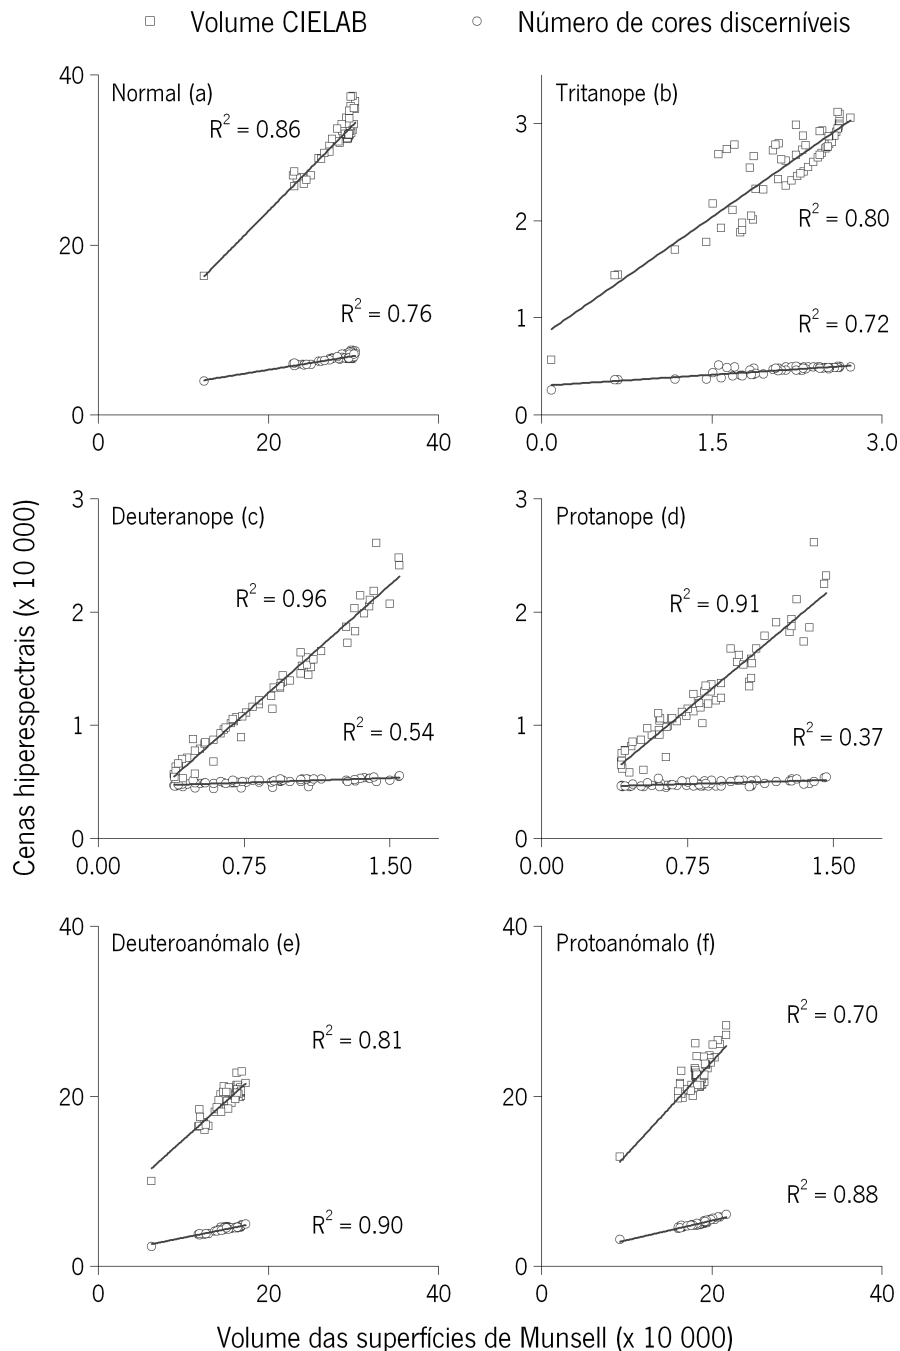 Volume CIELAB Número de cores discerníveis
Normal (a)
R² = 0.86
R² = 0.76
40
20
0
0 20 40
Tritanope (b)
R² = 0.80
R² = 0.72
3
2
1
0
0.0 1.5 3.0
Cenas hiperespectrais (x 10 000)
Deuteranope (c)
R² = 0.96
R² = 0.54
3
2
1
0
0.00 0.75 1.50
Protanope (d)
R² = 0.91
R² = 0.37
3
2
1
0
0.00 0.75 1.50
Deuteroanómalo (e)
R² = 0.81
R² = 0.90
40
20
0
0 20 40
Protoanómalo (f)
R² = 0.70
R² = 0.88
40
20
0
0 20 40
Volume das superfícies de Munsell (x 10 000)